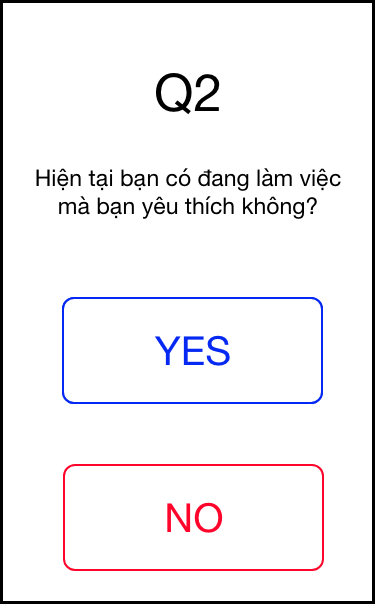 Q2
Hiện tại bạn có đang làm việc
mà bạn yêu thích không?
YES
NO